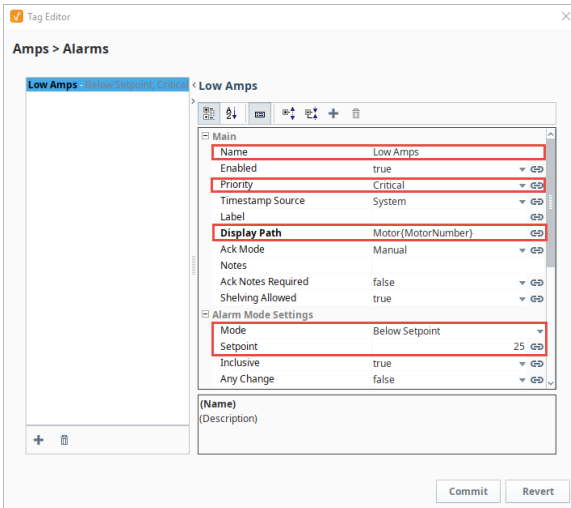 Tag Editor
Amps > Alarms
Low Amps - Below Setpoint, Critical
Low Amps
Main
Name Low Amps
Enabled true
Priority Critical
Timestamp Source System
Label
Display Path Motor{MotorNumber}
Ack Mode Manual
Notes
Ack Notes Required false
Shelving Allowed true
Alarm Mode Settings
Mode Below Setpoint
Setpoint 25
Inclusive true
Any Change false
(Name)
(Description)
Commit Revert